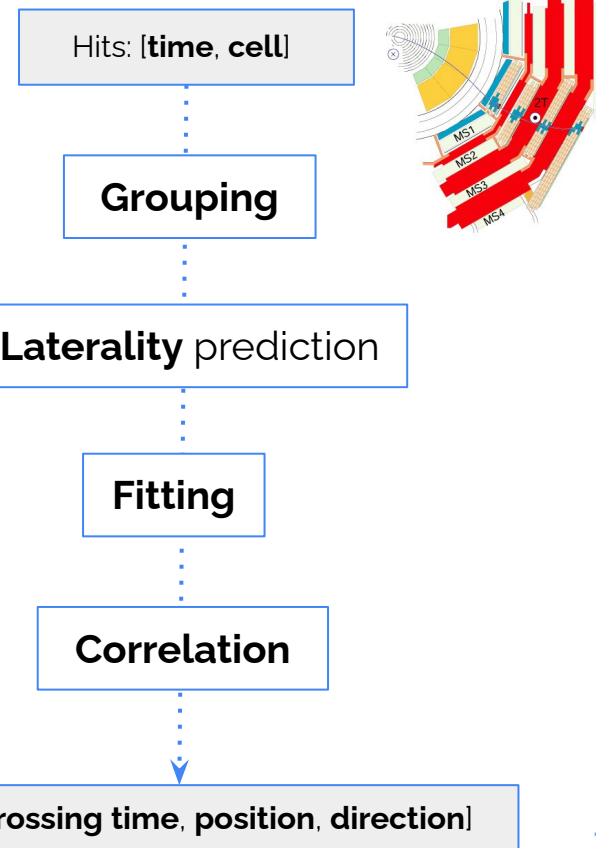 Hits: [time, cell]
2T
MS1
MS2
MS3
MS4
Grouping
Laterality prediction
Fitting
Correlation
rossing time, position, direction]